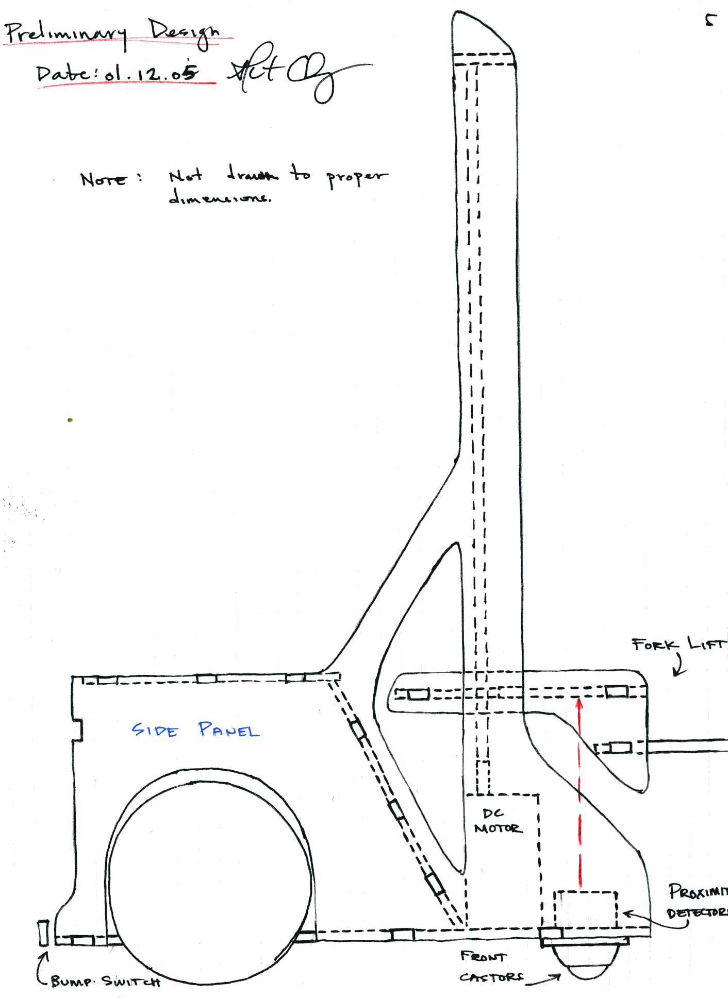 Preliminary Design
5
Date: 01.12.05
NOTE: Not drawn to proper
dimensions.
FORK LIFT
SIDE PANEL
DC
MOTOR
PROXIMIT
DETECTORS
FRONT
CASTORS
BUMP SWITCH